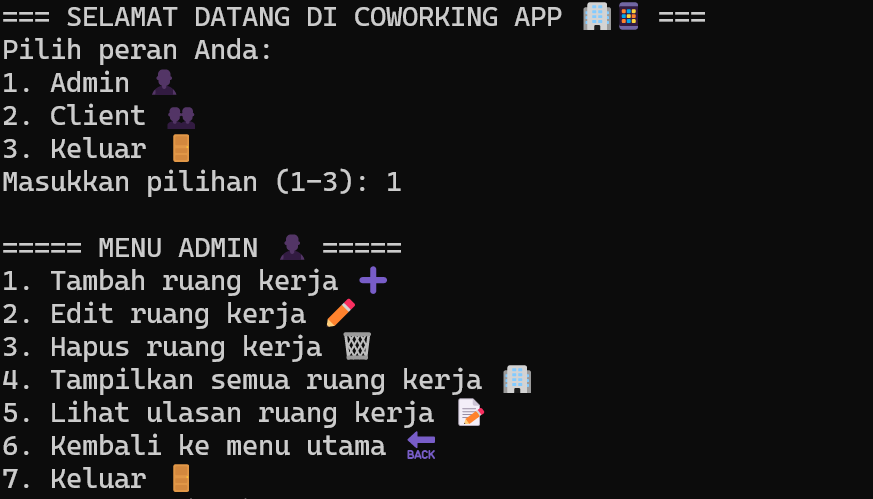 === SELAMAT DATANG DI COWORKING APP 🏢📱 ===
Pilih peran Anda:
1. Admin 👤
2. Client 👥
3. Keluar 🚪
Masukkan pilihan (1-3): 1

===== MENU ADMIN 👤 =====
1. Tambah ruang kerja ➕
2. Edit ruang kerja ✏️
3. Hapus ruang kerja 🗑️
4. Tampilkan semua ruang kerja 🏢
5. Lihat ulasan ruang kerja 📝
6. Kembali ke menu utama 🔙
7. Keluar 🚪